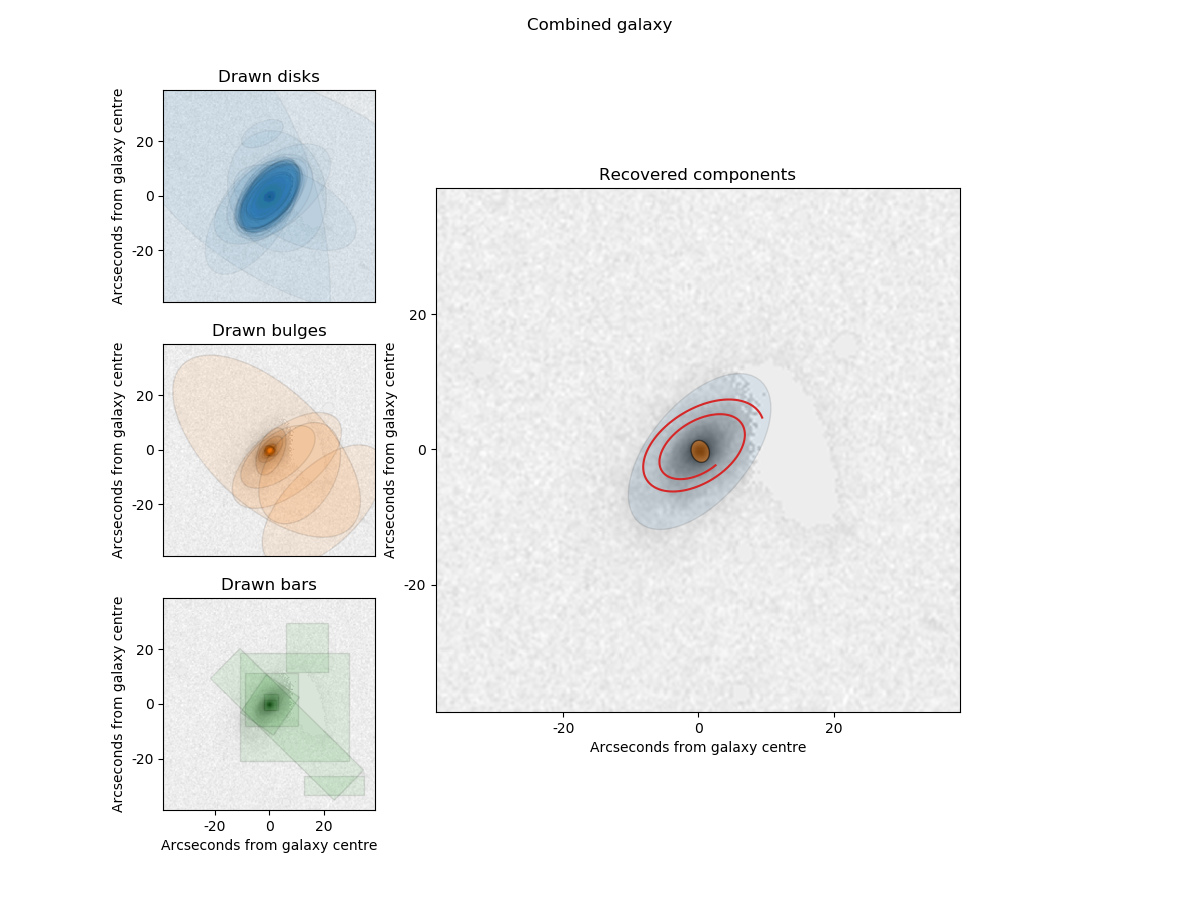 Combined galaxy
Drawn disks
Arcseconds from galaxy centre
20
0
-20
Drawn bulges
Arcseconds from galaxy centre
20
0
-20
Drawn bars
Arcseconds from galaxy centre
20
0
-20
-20 0 20
Arcseconds from galaxy centre
Recovered components
Arcseconds from galaxy centre
20
0
-20
-20 0 20
Arcseconds from galaxy centre